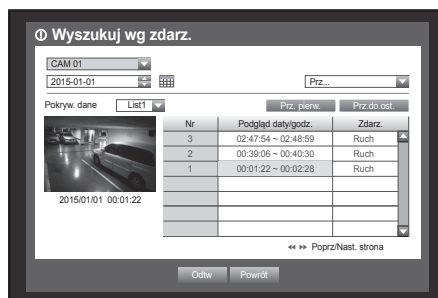 Wyszukuj wg zdarz.
CAM 01
2015-01-01
Prz...
Pokryw. dane List1
Prz. pierw. Prz.do.ost.
Nr Podgląd daty/godz. Zdarz.
3 02:47:54 ~ 02:48:59 Ruch
2 00:39:06 ~ 00:40:30 Ruch
1 00:01:22 ~ 00:02:28 Ruch
2015/01/01 00:01:22
Poprz/Nast. strona
Odtw Powrót